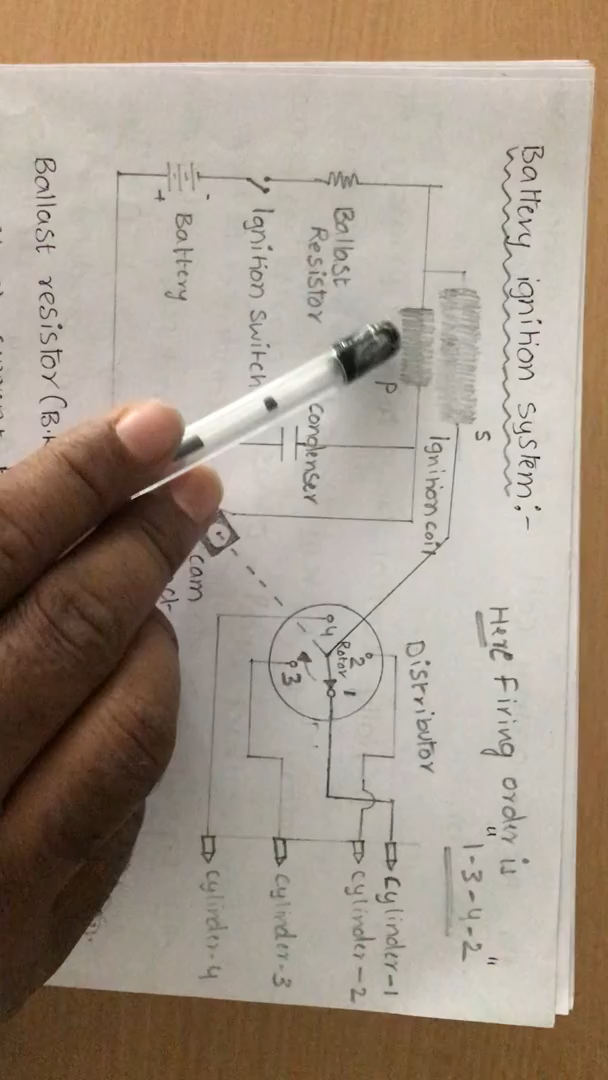 Battery ignition system:-
Here firing order is
"1-3-4-2"
S
P
Ignition coil
Ballast
Resistor
Ignition switch
Battery
-
+
condenser
cam
Distributor
Rotor
1
2
3
4
cylinder-1
cylinder-2
cylinder-3
cylinder-4
Ballast resistor